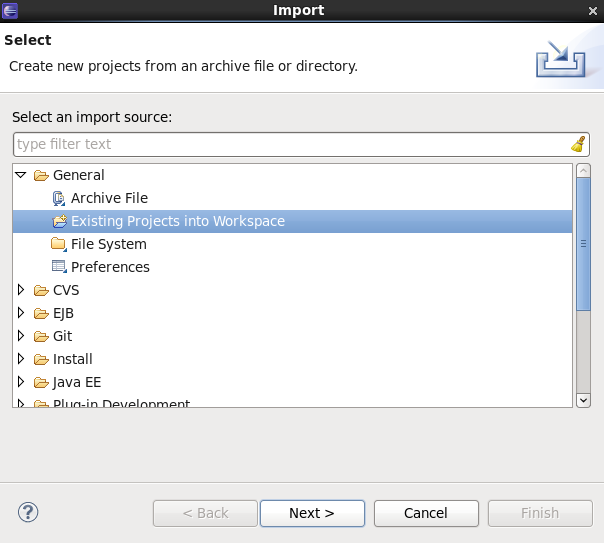 Import
Select
Create new projects from an archive file or directory.
Select an import source:
type filter text
General
Archive File
Existing Projects into Workspace
File System
Preferences
CVS
EJB
Git
Install
Java EE
Plug-in Development
?
< Back
Next >
Cancel
Finish